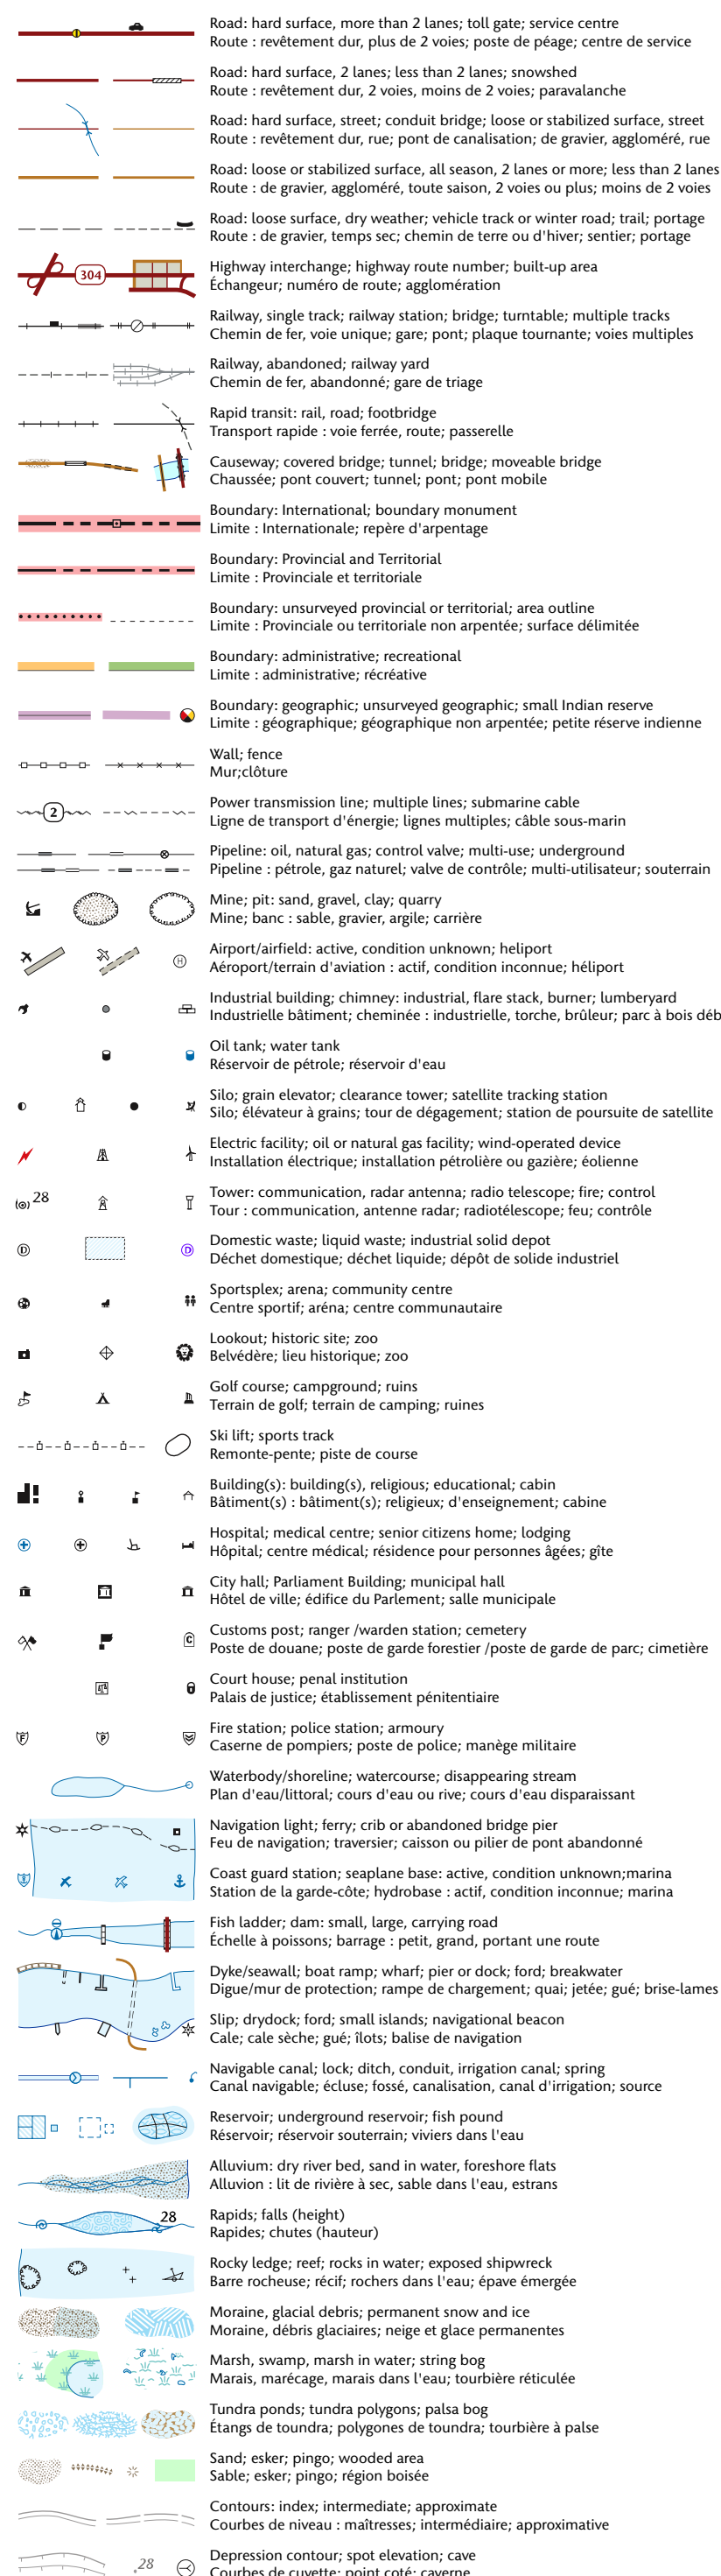 Road: hard surface, more than 2 lanes; toll gate; service centre
Route : revêtement dur, plus de 2 voies; poste de péage; centre de service
Road: hard surface, 2 lanes; less than 2 lanes; snowshed
Route : revêtement dur, 2 voies, moins de 2 voies; paravalanche
Road: hard surface, street; conduit bridge; loose or stabilized surface, street
Route : revêtement dur, rue; pont de canalisation; de gravier, aggloméré, rue
Road: loose or stabilized surface, all season, 2 lanes or more; less than 2 lanes
Route : de gravier, aggloméré, toute saison, 2 voies ou plus; moins de 2 voies
Road: loose surface, dry weather; vehicle track or winter road; trail; portage
Route : de gravier, temps sec; chemin de terre ou d'hiver; sentier; portage
304
Highway interchange; highway route number; built-up area
Échangeur; numéro de route; agglomération
Railway, single track; railway station; bridge; turntable; multiple tracks
Chemin de fer, voie unique; gare; pont; plaque tournante; voies multiples
Railway, abandoned; railway yard
Chemin de fer, abandonné; gare de triage
Rapid transit: rail, road; footbridge
Transport rapide : voie ferrée, route; passerelle
Causeway; covered bridge; tunnel; bridge; moveable bridge
Chaussée; pont couvert; tunnel; pont; pont mobile
Boundary: International; boundary monument
Limite : Internationale; repère d'arpentage
Boundary: Provincial and Territorial
Limite : Provinciale et territoriale
Boundary: unsurveyed provincial or territorial; area outline
Limite : Provinciale ou territoriale non arpentée; surface délimitée
Boundary: administrative; recreational
Limite : administrative; récréative
Boundary: geographic; unsurveyed geographic; small Indian reserve
Limite : géographique; géographique non arpentée; petite réserve indienne
Wall; fence
Mur;clôture
2
Power transmission line; multiple lines; submarine cable
Ligne de transport d'énergie; lignes multiples; câble sous-marin
Pipeline: oil, natural gas; control valve; multi-use; underground
Pipeline : pétrole, gaz naturel; valve de contrôle; multi-utilisateur; souterrain
Mine; pit: sand, gravel, clay; quarry
Mine; banc : sable, gravier, argile; carrière
H
Airport/airfield: active, condition unknown; heliport
Aéroport/terrain d'aviation : actif, condition inconnue; héliport
Industrial building; chimney: industrial, flare stack, burner; lumberyard
Industrielle bâtiment; cheminée : industrielle, torche, brûleur; parc à bois déb
Oil tank; water tank
Réservoir de pétrole; réservoir d'eau
Silo; grain elevator; clearance tower; satellite tracking station
Silo; élévateur à grains; tour de dégagement; station de poursuite de satellite
Electric facility; oil or natural gas facility; wind-operated device
Installation électrique; installation pétrolière ou gazière; éolienne
28
Tower: communication, radar antenna; radio telescope; fire; control
Tour : communication, antenne radar; radiotélescope; feu; contrôle
D D
Domestic waste; liquid waste; industrial solid depot
Déchet domestique; déchet liquide; dépôt de solide industriel
Sportsplex; arena; community centre
Centre sportif; aréna; centre communautaire
Lookout; historic site; zoo
Belvédère; lieu historique; zoo
Golf course; campground; ruins
Terrain de golf; terrain de camping; ruines
Ski lift; sports track
Remonte-pente; piste de course
Building(s): building(s), religious; educational; cabin
Bâtiment(s) : bâtiment(s); religieux; d'enseignement; cabine
Hospital; medical centre; senior citizens home; lodging
Hôpital; centre médical; résidence pour personnes âgées; gîte
City hall; Parliament Building; municipal hall
Hôtel de ville; édifice du Parlement; salle municipale
C
Customs post; ranger /warden station; cemetery
Poste de douane; poste de garde forestier /poste de garde de parc; cimetière
Court house; penal institution
Palais de justice; établissement pénitentiaire
F P
Fire station; police station; armoury
Caserne de pompiers; poste de police; manège militaire
Waterbody/shoreline; watercourse; disappearing stream
Plan d'eau/littoral; cours d'eau ou rive; cours d'eau disparaissant
Navigation light; ferry; crib or abandoned bridge pier
Feu de navigation; traversier; caisson ou pilier de pont abandonné
Coast guard station; seaplane base: active, condition unknown;marina
Station de la garde-côte; hydrobase : actif, condition inconnue; marina
Fish ladder; dam: small, large, carrying road
Échelle à poissons; barrage : petit, grand, portant une route
Dyke/seawall; boat ramp; wharf; pier or dock; ford; breakwater
Digue/mur de protection; rampe de chargement; quai; jetée; gué; brise-lames
Slip; drydock; ford; small islands; navigational beacon
Cale; cale sèche; gué; îlots; balise de navigation
Navigable canal; lock; ditch, conduit, irrigation canal; spring
Canal navigable; écluse; fossé, canalisation, canal d'irrigation; source
Reservoir; underground reservoir; fish pound
Réservoir; réservoir souterrain; viviers dans l'eau
Alluvium: dry river bed, sand in water, foreshore flats
Alluvion : lit de rivière à sec, sable dans l'eau, estrans
28
Rapids; falls (height)
Rapides; chutes (hauteur)
Rocky ledge; reef; rocks in water; exposed shipwreck
Barre rocheuse; récif; rochers dans l'eau; épave émergée
Moraine, glacial debris; permanent snow and ice
Moraine, débris glaciaires; neige et glace permanentes
Marsh, swamp, marsh in water; string bog
Marais, marécage, marais dans l'eau; tourbière réticulée
Tundra ponds; tundra polygons; palsa bog
Étangs de toundra; polygones de toundra; tourbière à palse
Sand; esker; pingo; wooded area
Sable; esker; pingo; région boisée
Contours: index; intermediate; approximate
Courbes de niveau : maîtresses; intermédiaire; approximative
.28
Depression contour; spot elevation; cave
Courbes de cuvette; point coté; caverne